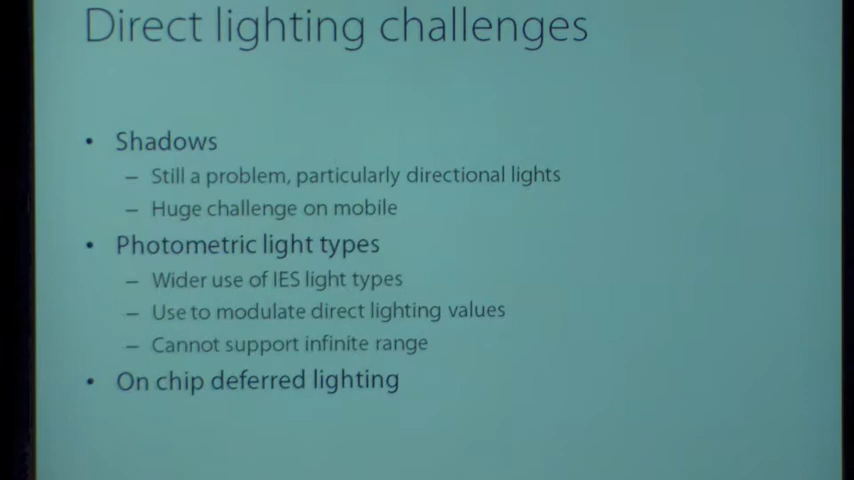 Direct lighting challenges
• Shadows
– Still a problem, particularly directional lights
– Huge challenge on mobile
• Photometric light types
– Wider use of IES light types
– Use to modulate direct lighting values
– Cannot support infinite range
• On chip deferred lighting